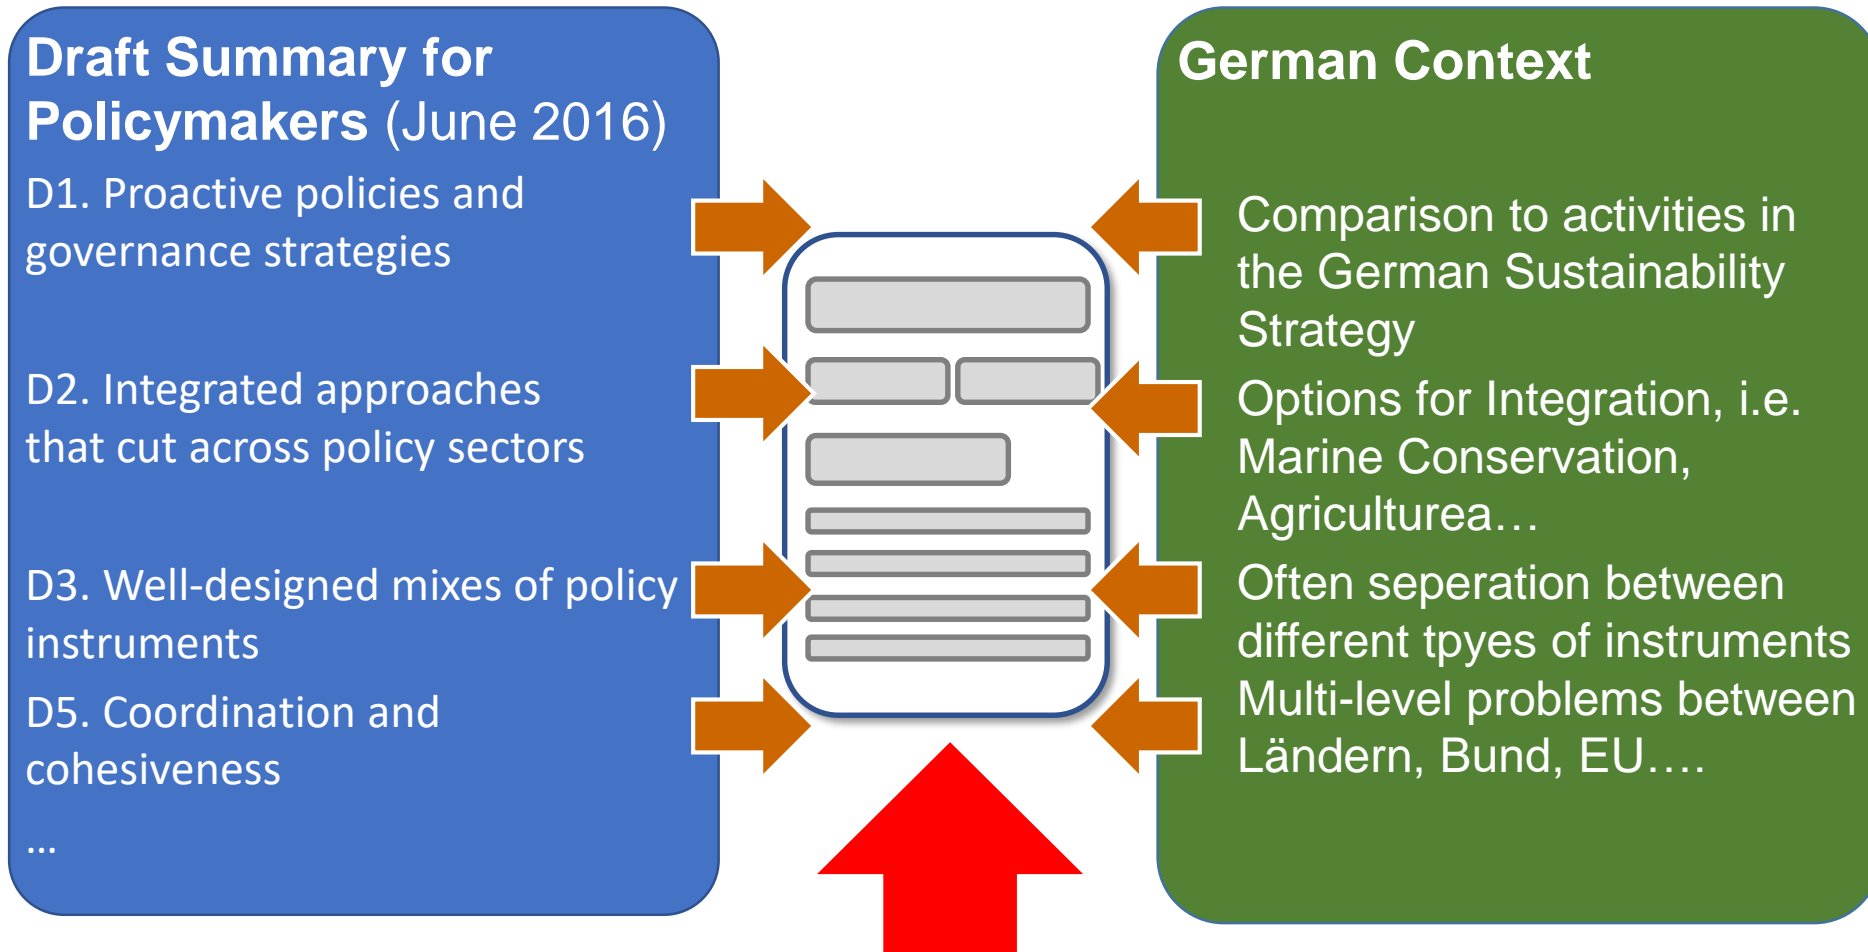 Draft Summary for
Policymakers (June 2016)
D1. Proactive policies and
governance strategies
D2. Integrated approaches
that cut across policy sectors
D3. Well-designed mixes of policy
instruments
D5. Coordination and
cohesiveness
…
German Context
Comparison to activities in
the German Sustainability
Strategy
Options for Integration, i.e.
Marine Conservation,
Agriculturea…
Often seperation between
different tpyes of instruments
Multi-level problems between
Ländern, Bund, EU….